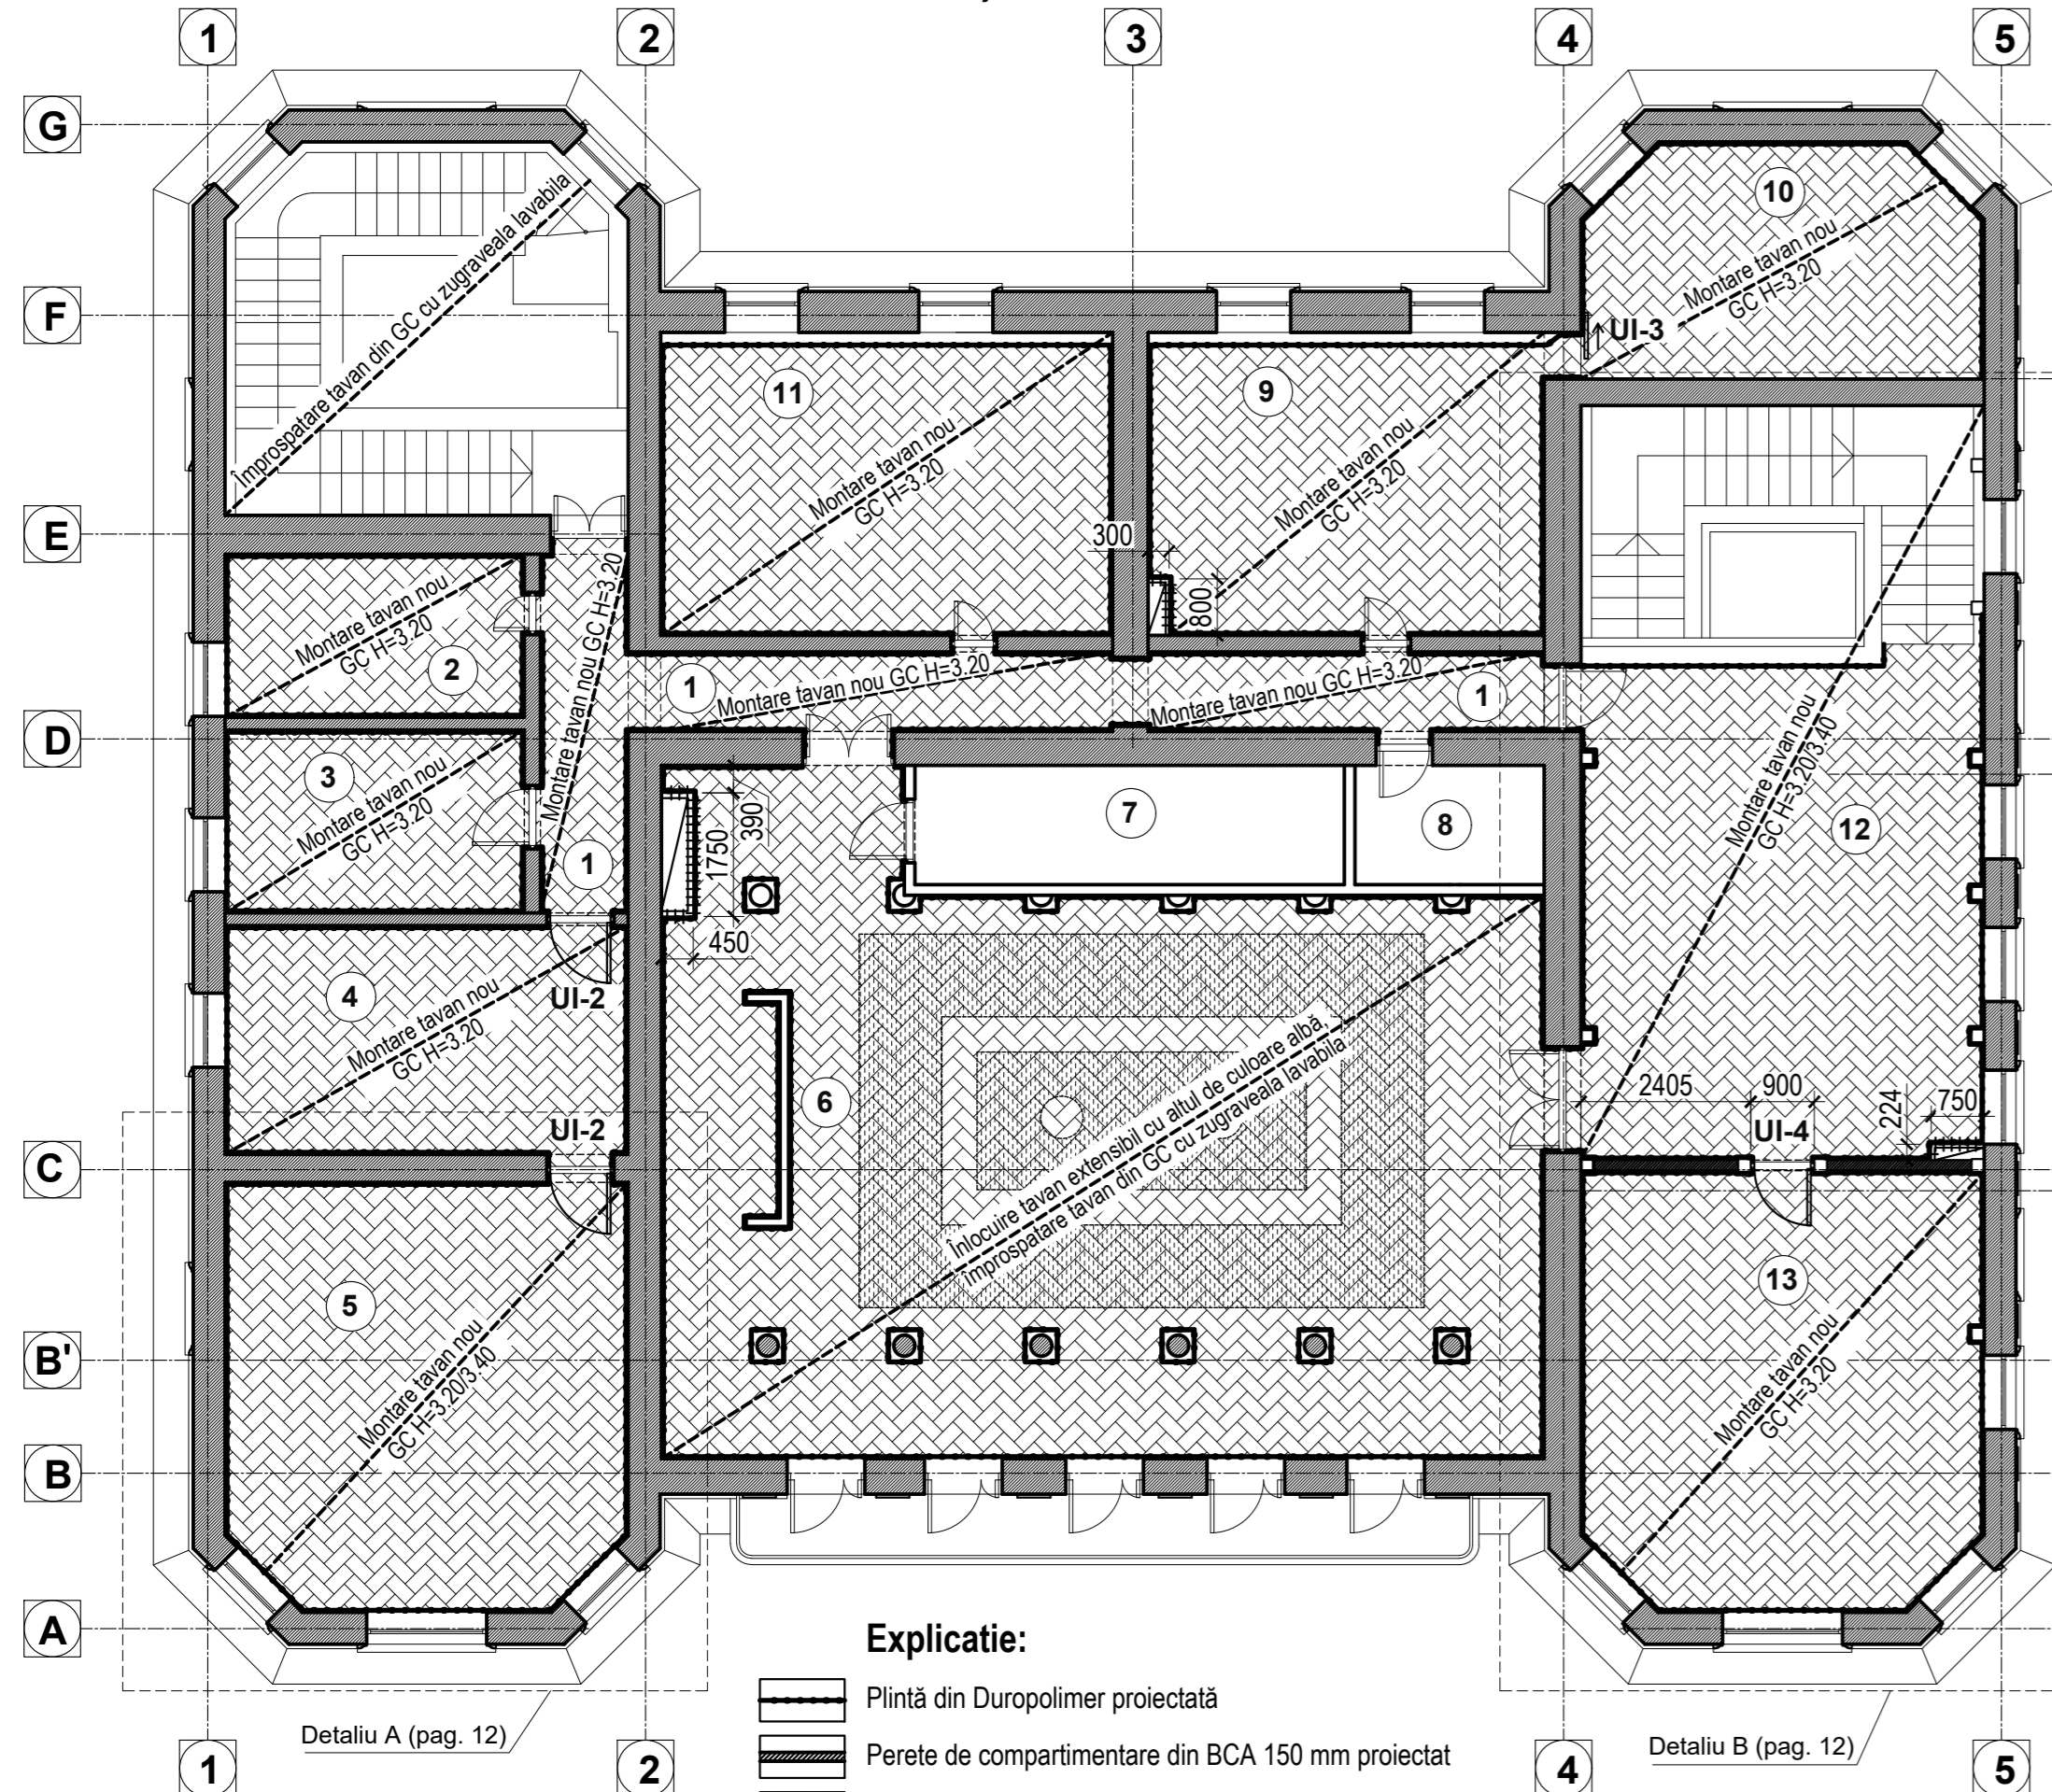 1
2
3
4
5
G
10
Împrospatare tavan din GC cu zugraveala lavabila
Montare tavan nou
GC H=3.20
F
UI-3
11
9
Montare tavan nou
GC H=3.20
Montare tavan nou
GC H=3.20
E
300
800
Montare tavan nou
GC H=3.20
2
Montare tavan nou GC H=3.20
1
Montare tavan nou GC H=3.20
Montare tavan nou GC H=3.20
1
D
3
Montare tavan nou
GC H=3.20
1
390
1750
450
7
8
Montare tavan nou
GC H=3.20/3.40
12
4
Montare tavan nou
GC H=3.20
UI-2
UI-2
6
Înlocuire tavan extensibil cu altul de culoare albă,
împrospatare tavan din GC cu zugraveala lavabila
2405
900
UI-4
224
750
C
5
Montare tavan nou
GC H=3.20/3.40
13
Montare tavan nou
GC H=3.20
B'
B
A
Explicatie:
Plintă din Duropolimer proiectată
Perete de compartimentare din BCA 150 mm proiectat
Detaliu A (pag. 12)
Detaliu B (pag. 12)
1
2
4
5